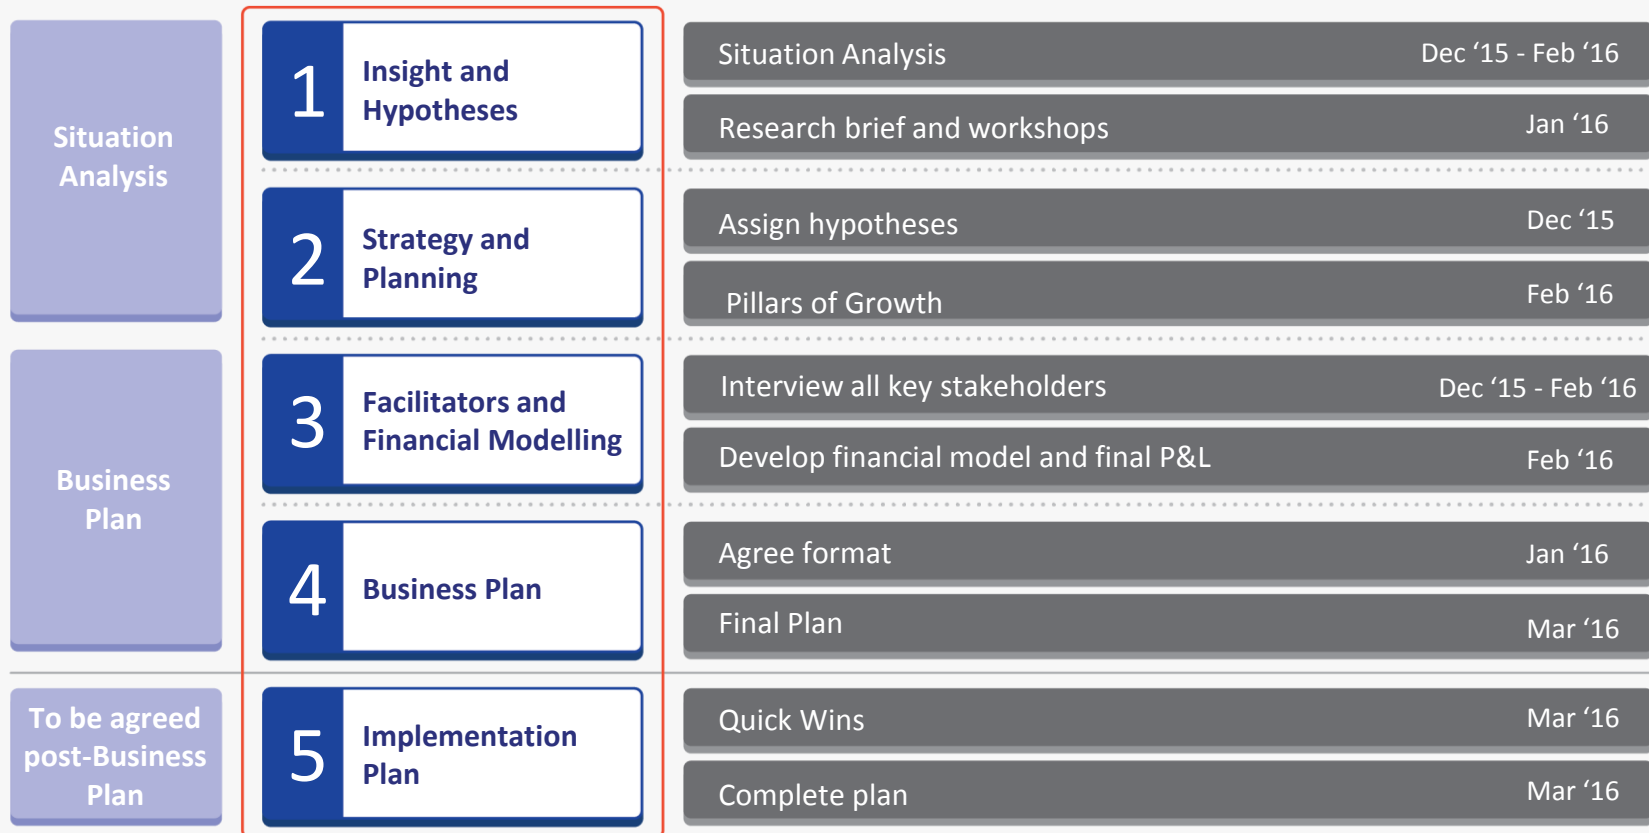 Situation
Analysis
1
Insight and
Hypotheses
Situation Analysis
Dec ‘15 - Feb ‘16
Research brief and workshops
Jan ‘16
2
Strategy and
Planning
Assign hypotheses
Dec ‘15
Pillars of Growth
Feb ‘16
Business
Plan
3
Facilitators and
Financial Modelling
Interview all key stakeholders
Dec ‘15 - Feb ‘16
Develop financial model and final P&L
Feb ‘16
4
Business Plan
Agree format
Jan ‘16
Final Plan
Mar ‘16
To be agreed
post-Business
Plan
5
Implementation
Plan
Quick Wins
Mar ‘16
Complete plan
Mar ‘16